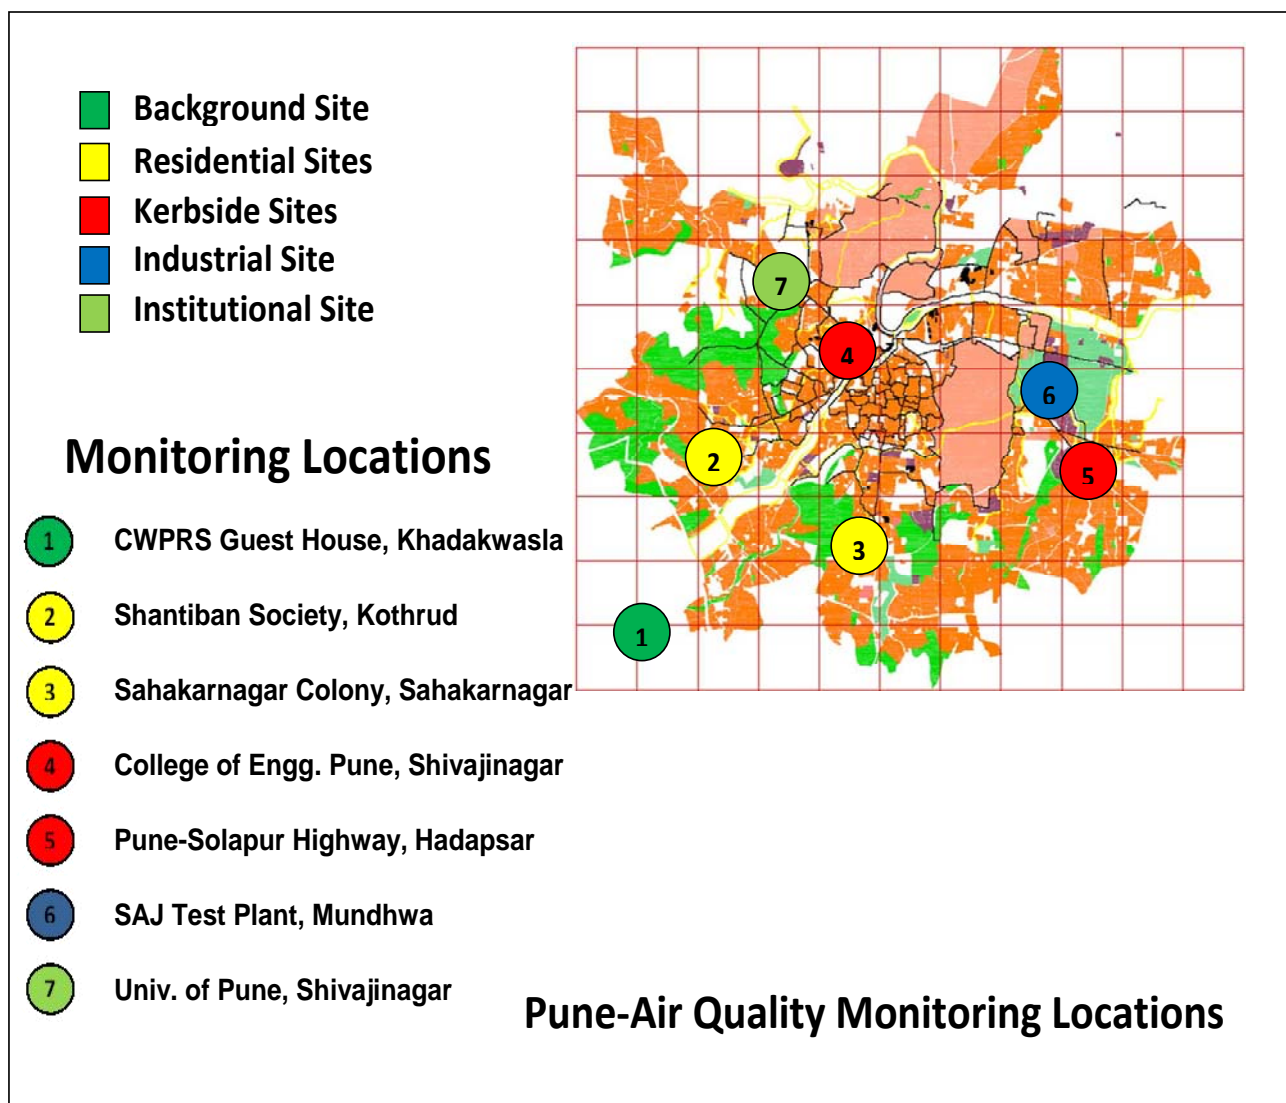 Background Site
Residential Sites
Kerbside Sites
Industrial Site
Institutional Site
Monitoring Locations
1 CWPRS Guest House, Khadakwasla
2 Shantiban Society, Kothrud
3 Sahakarnagar Colony, Sahakarnagar
4 College of Engg. Pune, Shivajinagar
5 Pune-Solapur Highway, Hadapsar
6 SAJ Test Plant, Mundhwa
7 Univ. of Pune, Shivajinagar
7
4
6
2
5
3
1
Pune-Air Quality Monitoring Locations